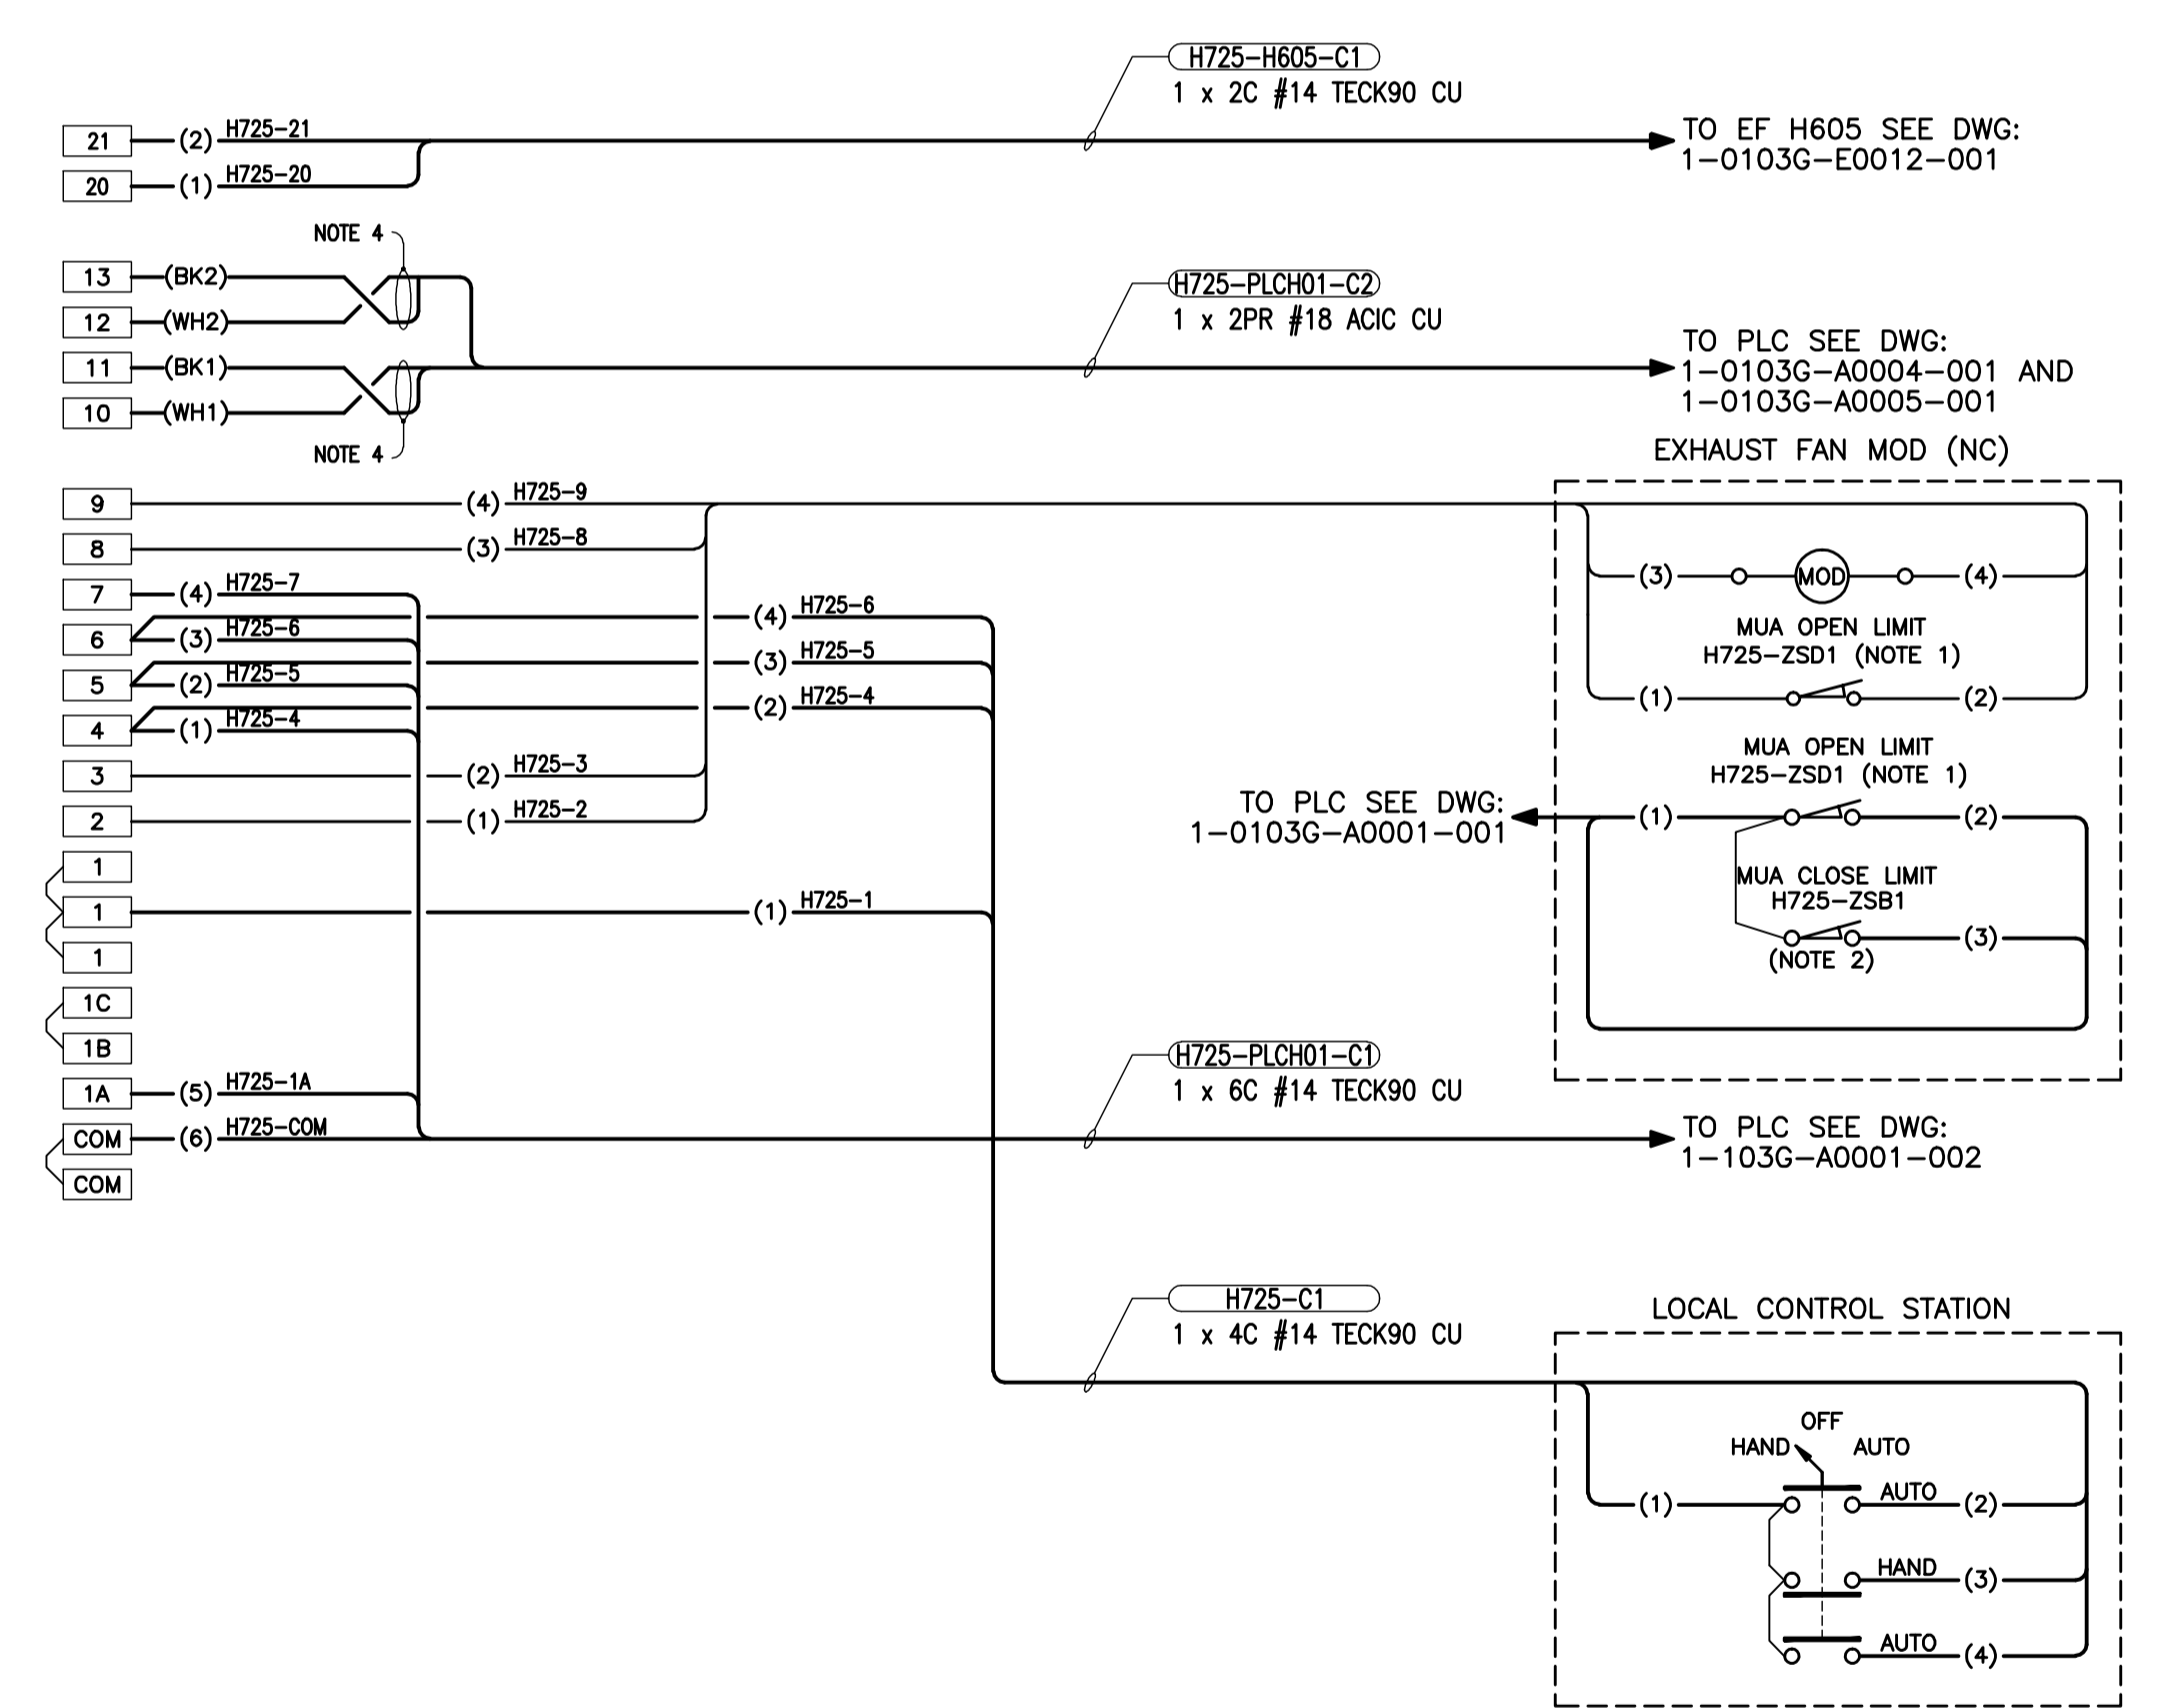 H725-H605-C1
1 x 2C #14 TECK90 CU
21 (2) H725-21
20 (1) H725-20
TO EF H605 SEE DWG:
1-0103G-E0012-001
NOTE 4
13 (BK2)
12 (WH2)
11 (BK1)
10 (WH1)
NOTE 4
H725-PLCH01-C2
1 x 2PR #18 ACIC CU
TO PLC SEE DWG:
1-0103G-A0004-001 AND
1-0103G-A0005-001
EXHAUST FAN MOD (NC)
9 (4) H725-9
8 (3) H725-8
7 (4) H725-7
(4) H725-6
6 (3) H725-6
(3) H725-5
5 (2) H725-5
(2) H725-4
4 (1) H725-4
3 (2) H725-3
2 (1) H725-2
1
1 (1) H725-1
1
1C
1B
1A (5) H725-1A
COM (6) H725-COM
COM
(3) MOD (4)
MUA OPEN LIMIT
H725-ZSD1 (NOTE 1)
(1) (2)
MUA OPEN LIMIT
H725-ZSD1 (NOTE 1)
TO PLC SEE DWG:
1-0103G-A0001-001
(1) (2)
MUA CLOSE LIMIT
H725-ZSB1
(3)
(NOTE 2)
H725-PLCH01-C1
1 x 6C #14 TECK90 CU
TO PLC SEE DWG:
1-103G-A0001-002
H725-C1
1 x 4C #14 TECK90 CU
LOCAL CONTROL STATION
OFF
HAND AUTO
(1) AUTO (2)
HAND (3)
AUTO (4)